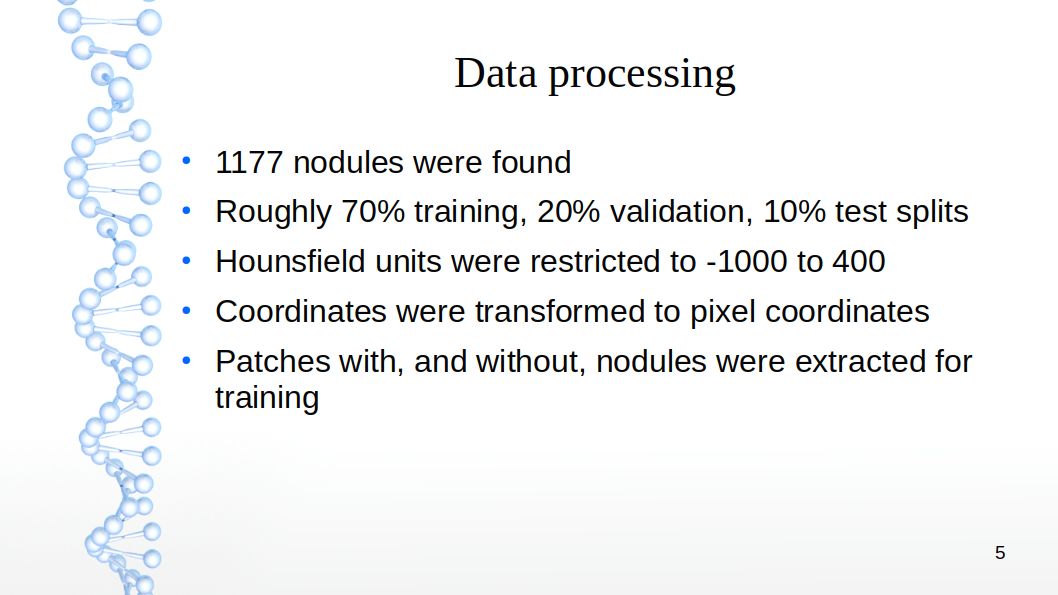 Data processing
• 1177 nodules were found
• Roughly 70% training, 20% validation, 10% test splits
• Hounsfield units were restricted to -1000 to 400
• Coordinates were transformed to pixel coordinates
• Patches with, and without, nodules were extracted for
training
5